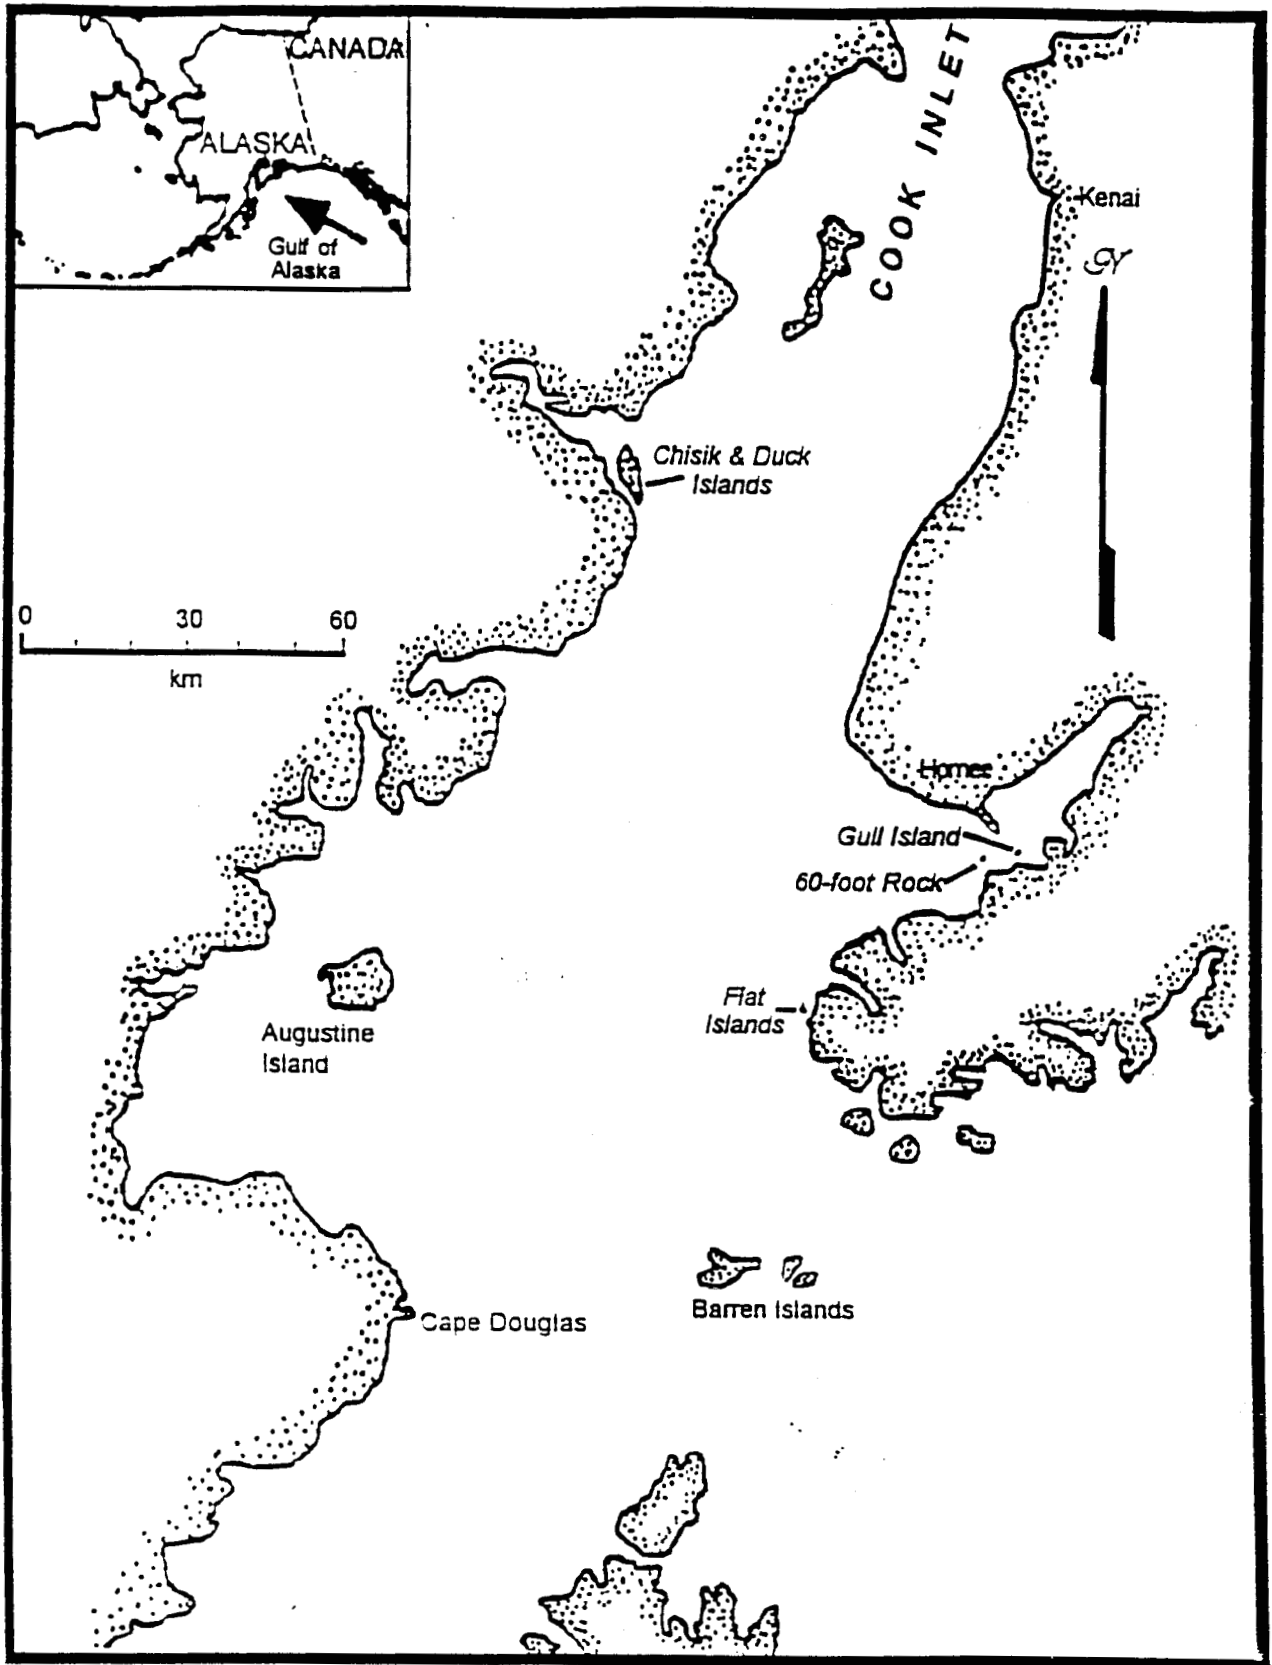 CANADA
ALASKA
Gulf of
Alaska
COOK INLET
Kenai
N
Chisik & Duck
Islands
0 30 60
km
Homer
Gull Island
60-foot Rock
Flat
Islands
Augustine
Island
Barren Islands
Cape Douglas